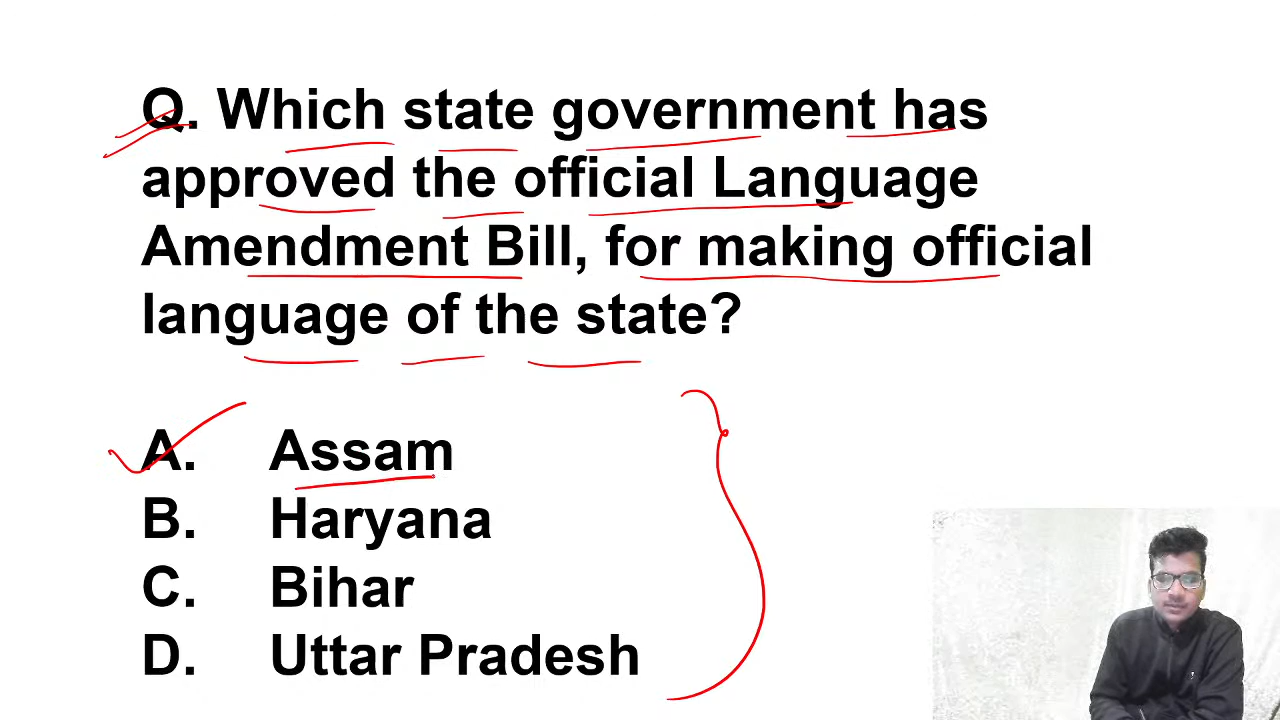 Q. Which state government has
approved the official Language
Amendment Bill, for making official
language of the state?
A. Assam
B. Haryana
C. Bihar
D. Uttar Pradesh